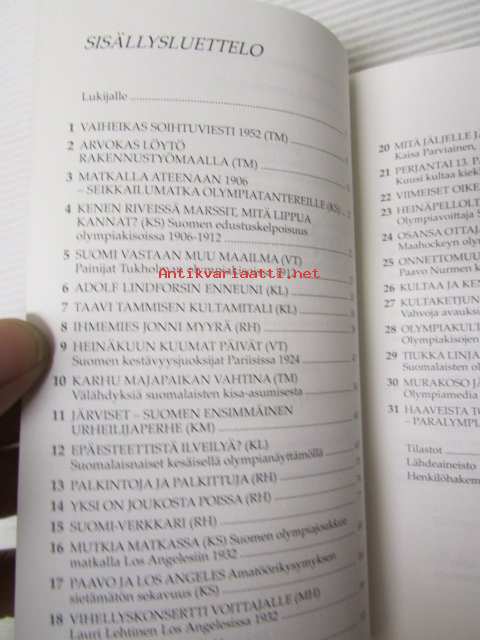 SISÄLLYSLUETTELO
Lukijalle
1 VAIHEIKAS SOIHTUVIESTI 1952 (TM)
2 ARVOKAS LÖYTÖ
RAKENNUSTYÖMAALLA (TM)
3 MATKALLA ATEENAAN 1906
– SEIKKAILUMATKA OLYMPIATANTEREILLE (KS)
4 KENEN RIVEISSÄ MARSSIT, MITÄ LIPPUA
KANNAT? (KS) Suomen edustuskelpoisuus
olympiakisoissa 1906-1912
5 SUOMI VASTAAN MUU MAAILMA (VT)
Painijat
Antikvariaatti.net
6 ADOLF LINDFORSIN ENNEUNI (KL)
7 TAAVI TAMMISEN KULTAMITALI (KL)
8 IHMEMIES JONNI MYYRÄ (RH)
9 HEINÄKUUN KUUMAT PÄIVÄT (VT)
Suomen kestävyysjuoksijat Pariisissa 1924
10 KARHU MAJAPAIKAN VAHTINA (TM)
Välähdyksiä suomalaisten kisa-asumisesta
11 JÄRVISET – SUOMEN ENSIMMÄINEN
URHEILIJAPERHE (KM)
12 EPÄESTEETTISTÄ ILVEILYÄ? (KL)
Suomalaisnaiset kesäisellä olympianäyttämöllä
13 PALKINTOJA JA PALKITTUJA (RH)
14 YKSI ON JOUKOSTA POISSA (RH)
15 SUOMI-VERKKARI (RH)
16 MUTKIA MATKASSA (KS) Suomen olympiajoukkue
matkalla Los Angelesiin 1932
17 PAAVO JA LOS ANGELES Amatöörikysymyksen
sietämätön sekavuus (KS)
18 VIHELLYSKONSERTTI VOITTAJALLE (MH)
Lauri Lehtinen Los Angelesissa 1932
20 MITÄ JÄLJELLE J
Kaisa Parviainen,
21 PERJANTAI 13. P
Kuusi kultaa kiekl
22 VIIMEISET OIKE
23 HEINÄPELLOLT
Olympiavoittaja S
24 OSANSA OTTAJ
Maahockeyn olym
25 ONNETTOMUU
Paavo Nurmen k
26 KULTAA JA KEN
27 KULTAKETJUN
Vahvoja avauksi
28 OLYMPIAKULT
Olympiakisojen
29 TIUKKA LINJA
Suomalaisten ol
30 MURAKOSO JÄ
Olympiamedia
31 HAAVEISTA TO
– PARALYMPI
Tilastot
Lähdeaineisto
Henkilöhakem